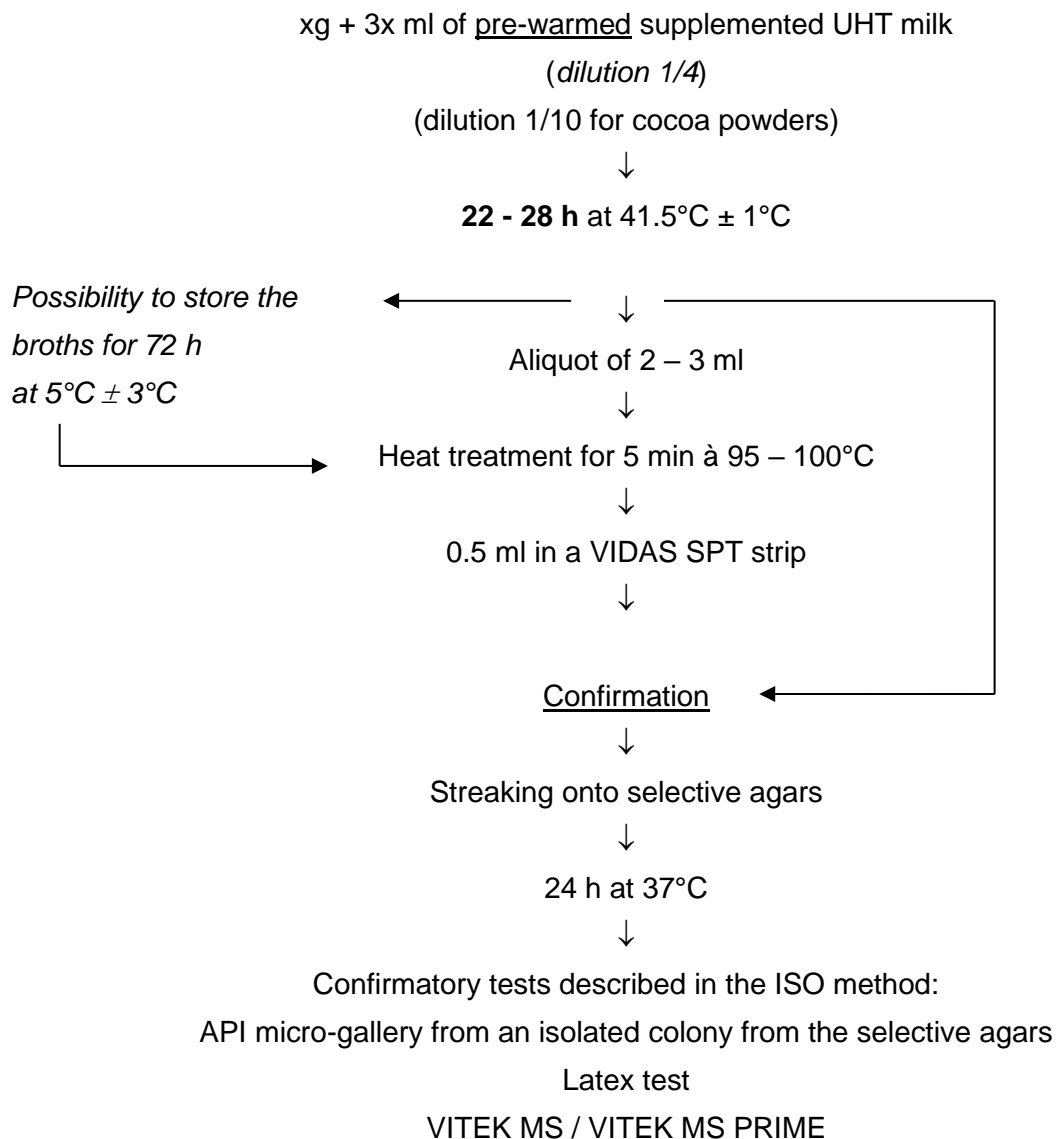 xg + 3x ml of pre-warmed supplemented UHT milk
(dilution 1/4)
(dilution 1/10 for cocoa powders)
↓
22 - 28 h at 41.5°C ± 1°C
Possibility to store the
broths for 72 h
at 5°C ± 3°C
↓
Aliquot of 2 – 3 ml
↓
Heat treatment for 5 min à 95 – 100°C
↓
0.5 ml in a VIDAS SPT strip
↓
Confirmation
↓
Streaking onto selective agars
↓
24 h at 37°C
↓
Confirmatory tests described in the ISO method:
API micro-gallery from an isolated colony from the selective agars
Latex test
VITEK MS / VITEK MS PRIME